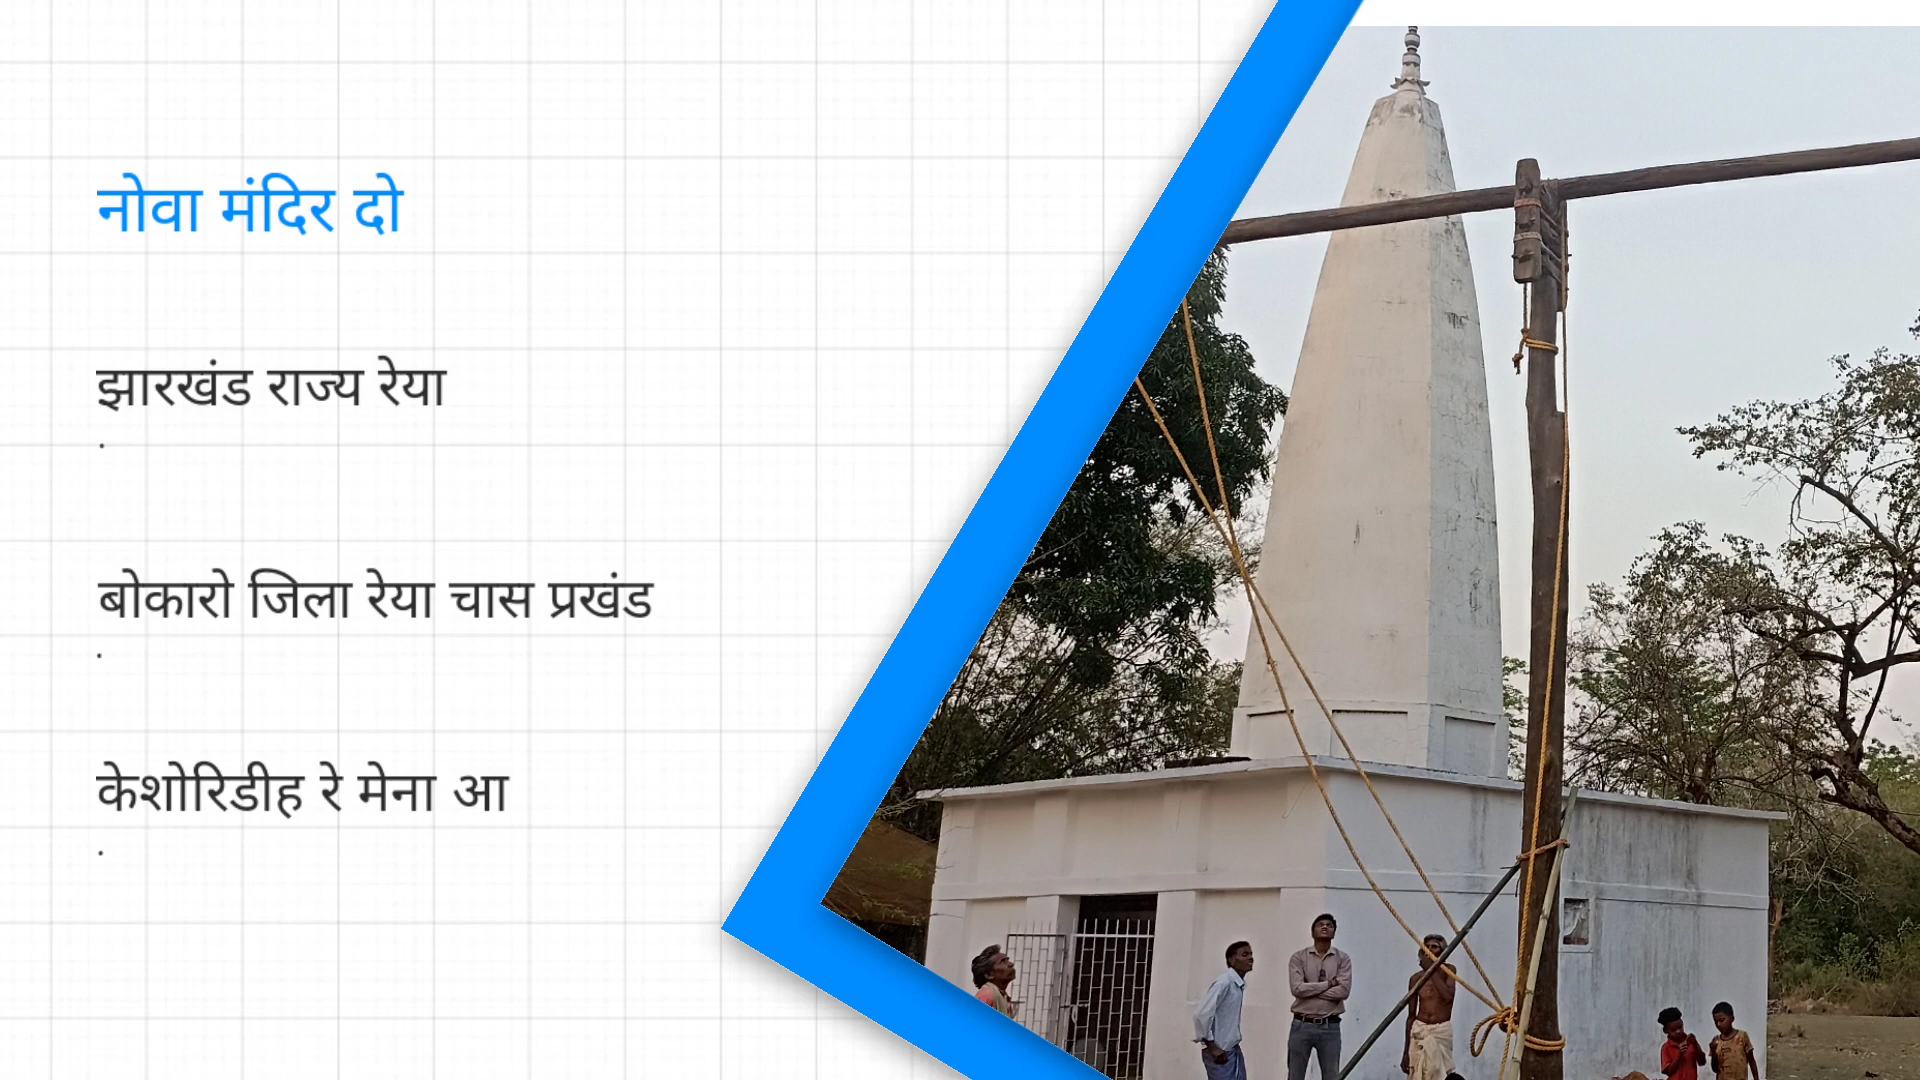 नोवा मंदिर दो
झारखंड राज्य रेया
.
बोकारो जिला रेया चास प्रखंड
.
केशोरिडीह रे मेना आ
.